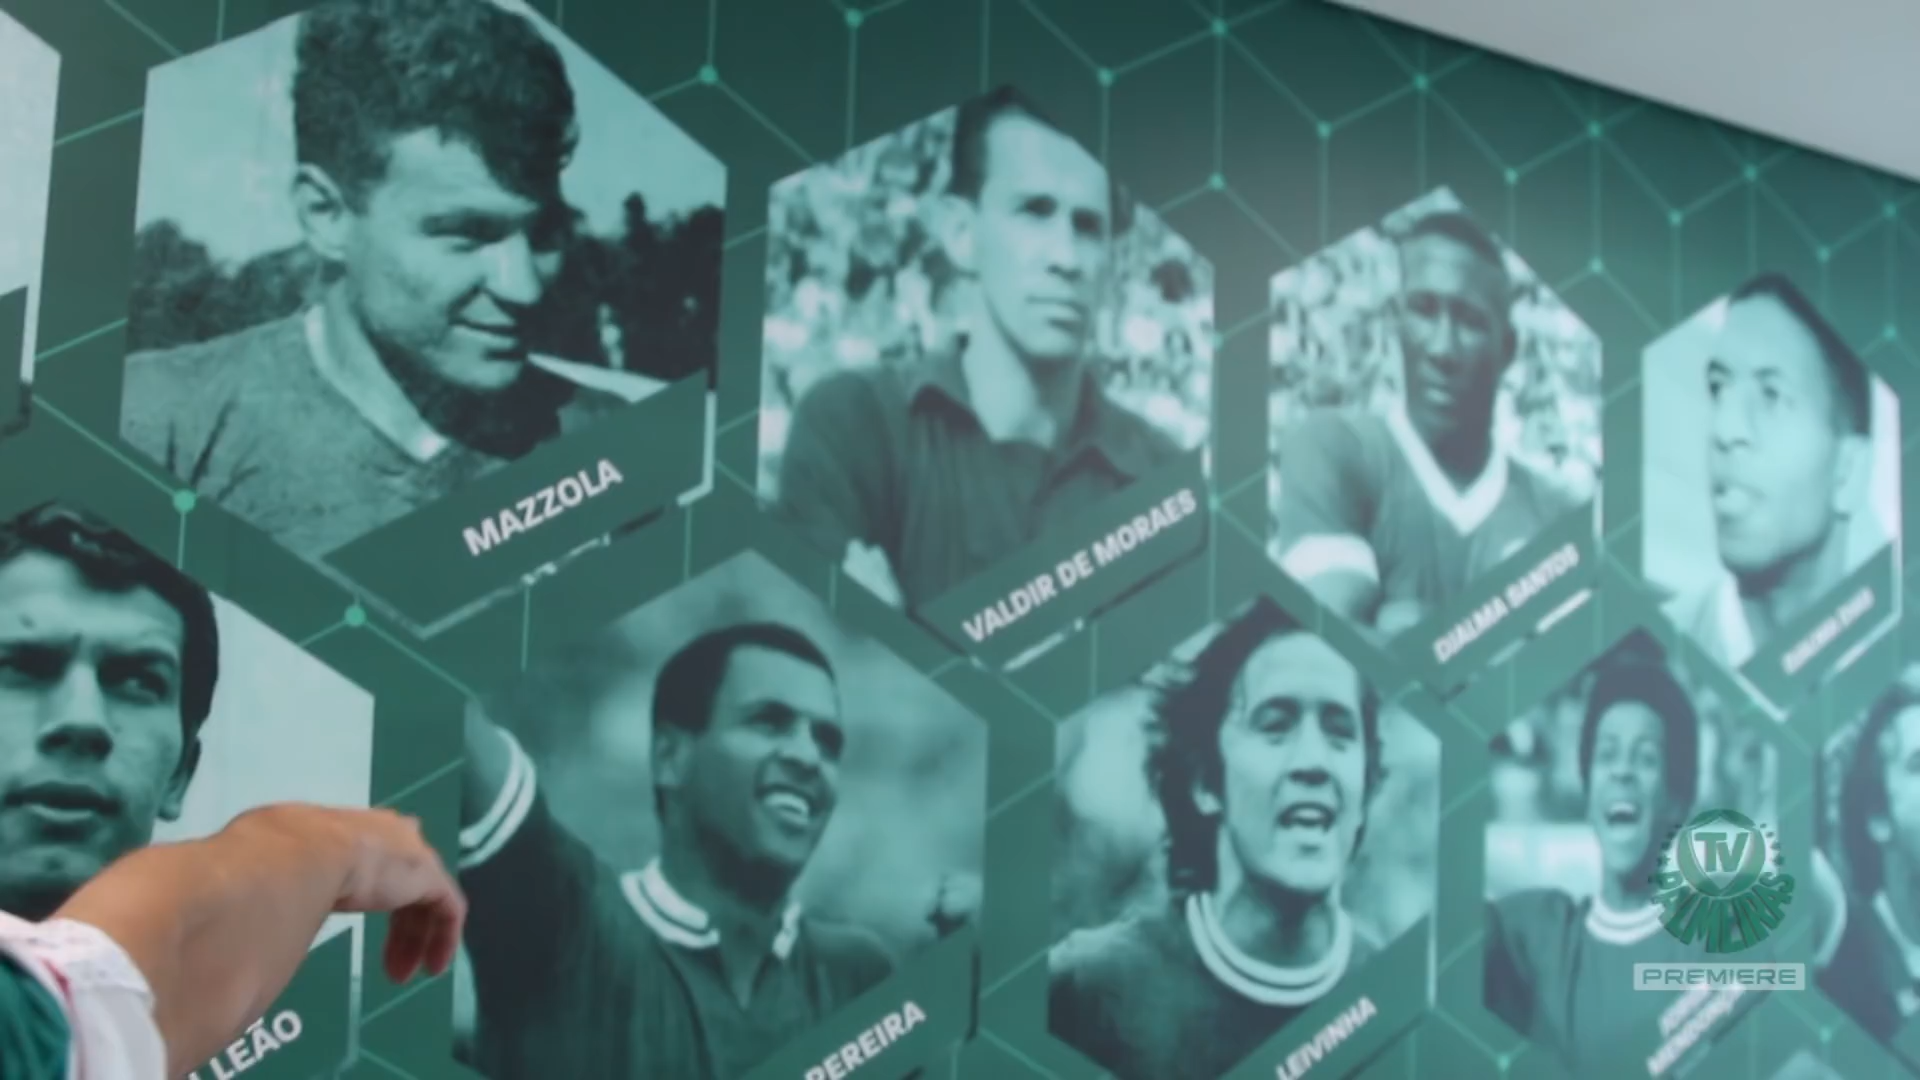 MAZZOLA
VALDIR DE MORAES
DJALMA SANTOS
LEÃO
PEREIRA
LEIVINHA
TV
PALMEIRAS
PREMIERE